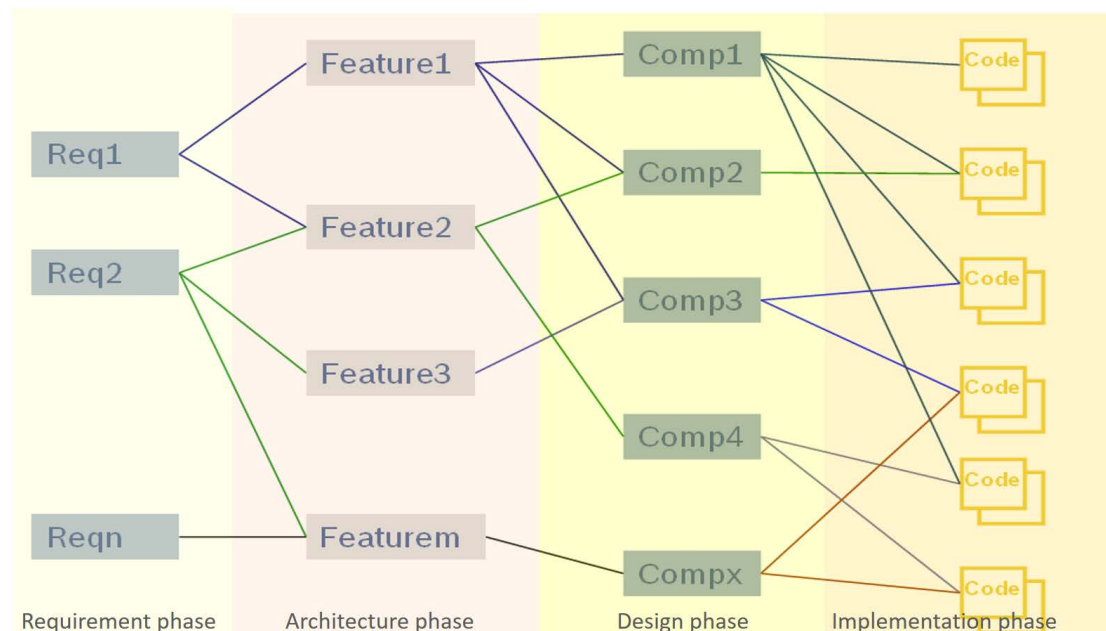 Req1
Req2
Reqn
Requirement phase
Feature1
Feature2
Feature3
Featurem
Architecture phase
Comp1
Comp2
Comp3
Comp4
Compx
Design phase
Code
Code
Code
Code
Code
Code
Implementation phase